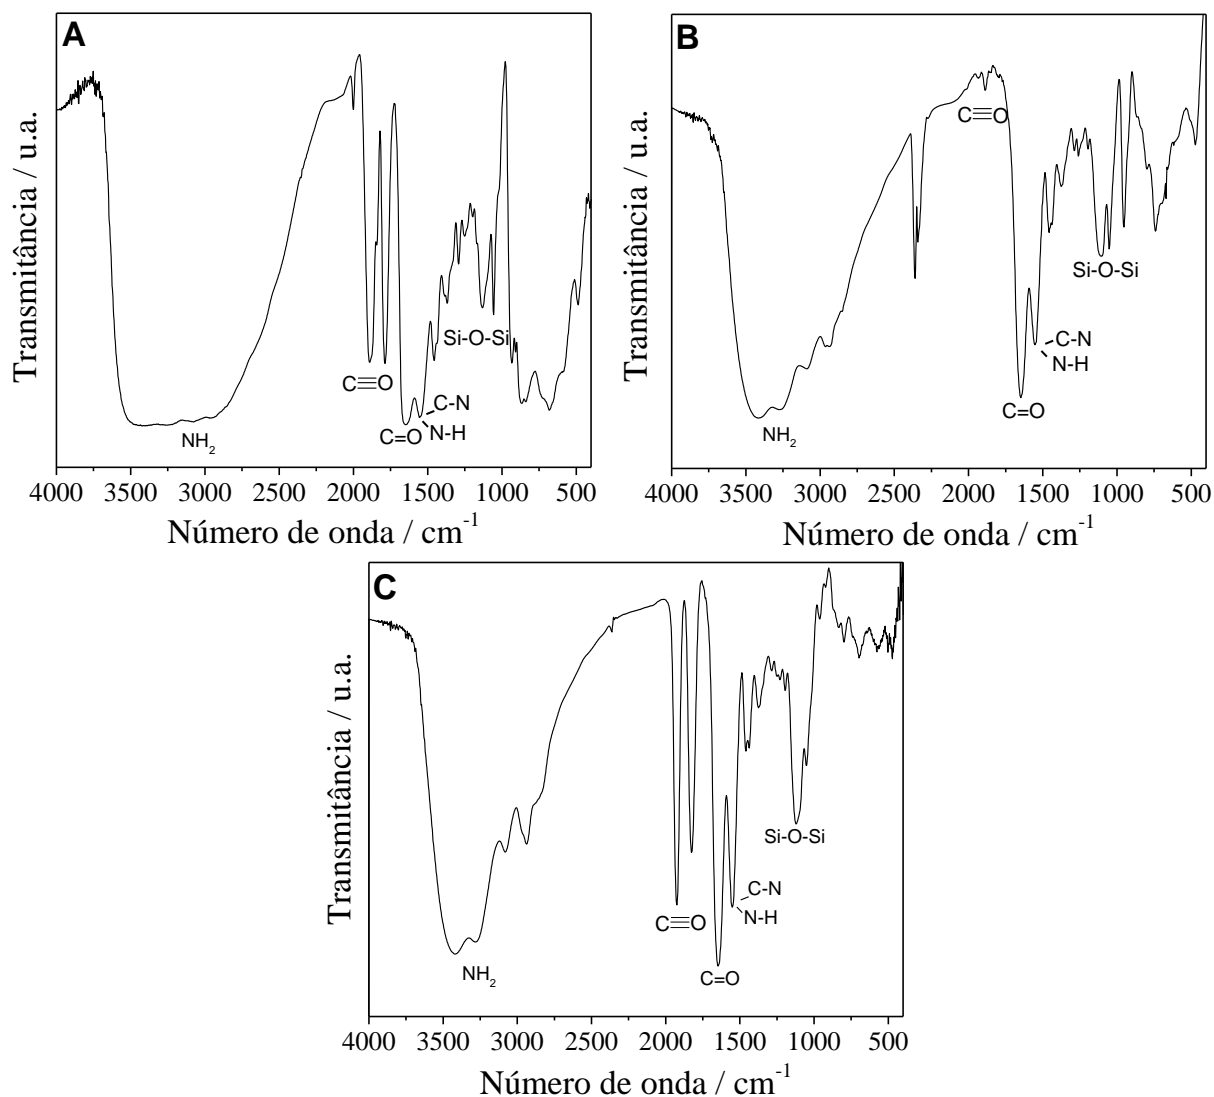 A
Transmitância / u.a.
NH2
C≡O
C=O
C-N
N-H
Si-O-Si
4000 3500 3000 2500 2000 1500 1000 500
Número de onda / cm-1
B
Transmitância / u.a.
C≡O
Si-O-Si
C-N
N-H
C=O
NH2
4000 3500 3000 2500 2000 1500 1000 500
Número de onda / cm-1
C
Transmitância / u.a.
Si-O-Si
C-N
N-H
C≡O
NH2
C=O
4000 3500 3000 2500 2000 1500 1000 500
Número de onda / cm-1